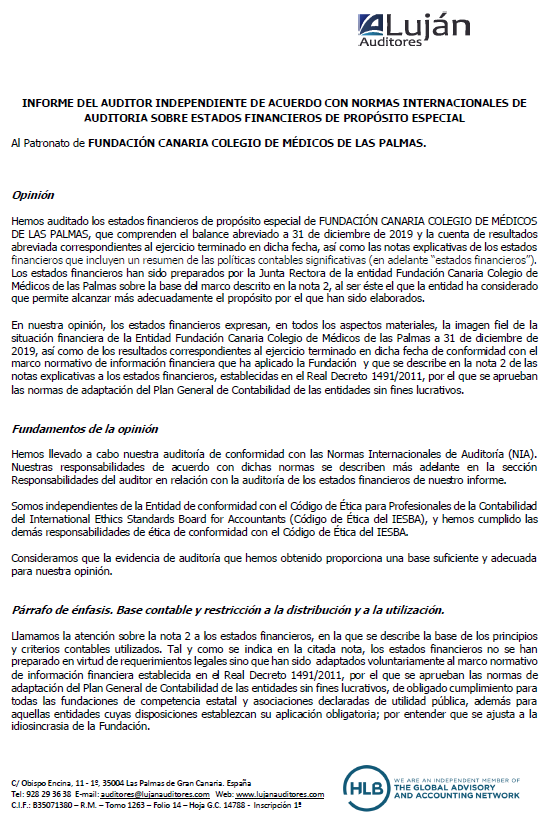 Luján
Auditores
INFORME DEL AUDITOR INDEPENDIENTE DE ACUERDO CON NORMAS INTERNACIONALES DE
AUDITORIA SOBRE ESTADOS FINANCIEROS DE PROPÓSITO ESPECIAL
Al Patronato de FUNDACIÓN CANARIA COLEGIO DE MÉDICOS DE LAS PALMAS.
Opinión
Hemos auditado los estados financieros de propósito especial de FUNDACIÓN CANARIA COLEGIO DE MÉDICOS
DE LAS PALMAS, que comprenden el balance abreviado a 31 de diciembre de 2019 y la cuenta de resultados
abreviada correspondientes al ejercicio terminado en dicha fecha, así como las notas explicativas de los estados
financieros que incluyen un resumen de las políticas contables significativas (en adelante “estados financieros”).
Los estados financieros han sido preparados por la Junta Rectora de la entidad Fundación Canaria Colegio de
Médicos de las Palmas sobre la base del marco descrito en la nota 2, al ser éste el que la entidad ha considerado
que permite alcanzar más adecuadamente el propósito por el que han sido elaborados.
En nuestra opinión, los estados financieros expresan, en todos los aspectos materiales, la imagen fiel de la
situación financiera de la Entidad Fundación Canaria Colegio de Médicos de las Palmas a 31 de diciembre de
2019, así como de los resultados correspondientes al ejercicio terminado en dicha fecha de conformidad con el
marco normativo de información financiera que ha aplicado la Fundación y que se describe en la nota 2 de las
notas explicativas a los estados financieros, establecidas en el Real Decreto 1491/2011, por el que se aprueban
las normas de adaptación del Plan General de Contabilidad de las entidades sin fines lucrativos.
Fundamentos de la opinión
Hemos llevado a cabo nuestra auditoría de conformidad con las Normas Internacionales de Auditoría (NIA).
Nuestras responsabilidades de acuerdo con dichas normas se describen más adelante en la sección
Responsabilidades del auditor en relación con la auditoría de los estados financieros de nuestro informe.
Somos independientes de la Entidad de conformidad con el Código de Ética para Profesionales de la Contabilidad
del International Ethics Standards Board for Accountants (Código de Ética del IESBA), y hemos cumplido las
demás responsabilidades de ética de conformidad con el Código de Ética del IESBA.
Consideramos que la evidencia de auditoría que hemos obtenido proporciona una base suficiente y adecuada
para nuestra opinión.
Párrafo de énfasis. Base contable y restricción a la distribución y a la utilización.
Llamamos la atención sobre la nota 2 a los estados financieros, en la que se describe la base de los principios
y criterios contables utilizados. Tal y como se indica en la citada nota, los estados financieros no se han
preparado en virtud de requerimientos legales sino que han sido adaptados voluntariamente al marco normativo
de información financiera establecida en el Real Decreto 1491/2011, por el que se aprueban las normas de
adaptación del Plan General de Contabilidad de las entidades sin fines lucrativos, de obligado cumplimiento para
todas las fundaciones de competencia estatal y asociaciones declaradas de utilidad pública, además para
aquellas entidades cuyas disposiciones establezcan su aplicación obligatoria; por entender que se ajusta a la
idiosincrasia de la Fundación.
C/ Obispo Encina, 11 - 1º, 35004 Las Palmas de Gran Canaria. España
Tel: 928 29 36 38 E-mail: auditores@lujanauditores.com Web: www.lujanauditores.com
C.I.F.: B35071380 – R.M. – Tomo 1263 – Folio 14 – Hoja G.C. 14788 - Inscripción 1ª
HLB
WE ARE AN INDEPENDENT MEMBER OF
THE GLOBAL ADVISORY
AND ACCOUNTING NETWORK